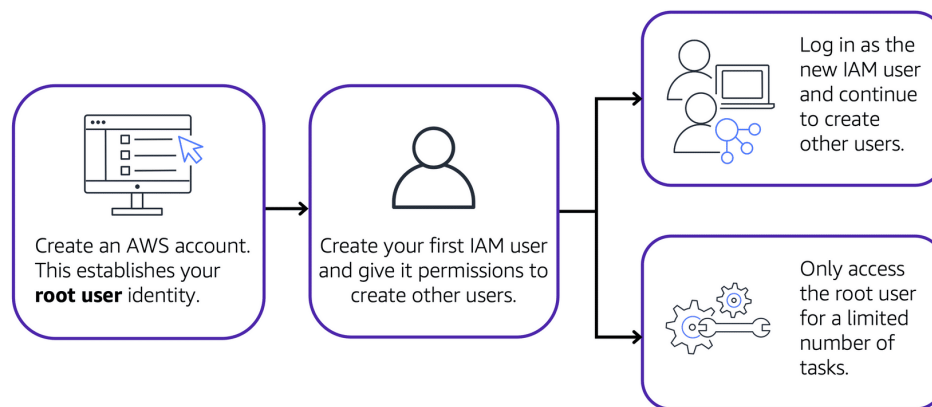 Create an AWS account.
This establishes your
root user identity.
Create your first IAM user
and give it permissions to
create other users.
Log in as the
new IAM user
and continue
to create
other users.
Only access
the root user
for a limited
number of
tasks.